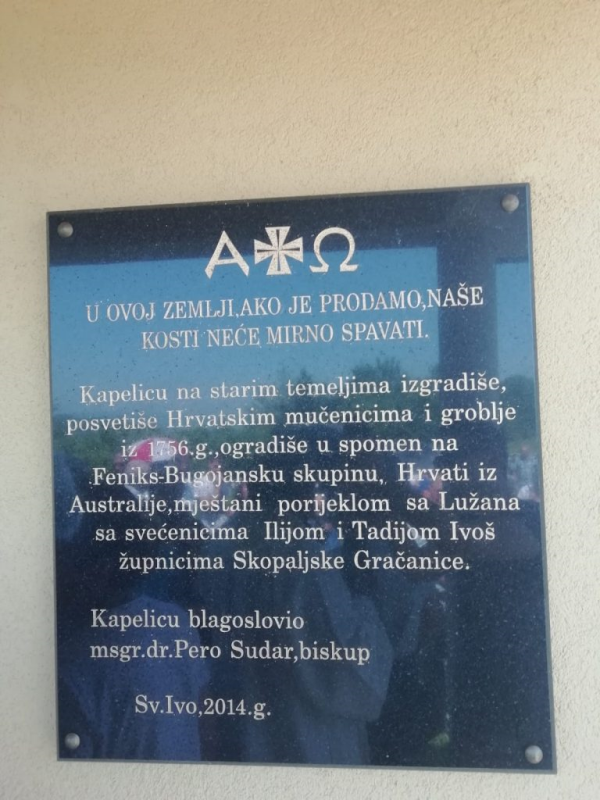 Α ✠ Ω
U OVOJ ZEMLJI,AKO JE PRODAMO,NAŠE
KOSTI NEĆE MIRNO SPAVATI.
Kapelicu na starim temeljima izgradiše,
posvetiše Hrvatskim mučenicima i groblje
iz 1756.g.,ogradiše u spomen na
Feniks-Bugojansku skupinu, Hrvati iz
Australije,mještani porijeklom sa Lužana
sa svećenicima Ilijom i Tadijom Ivoš
župnicima Skopaljske Gračanice.
Kapelicu blagoslovio
msgr.dr.Pero Sudar,biskup
Sv.Ivo,2014.g.